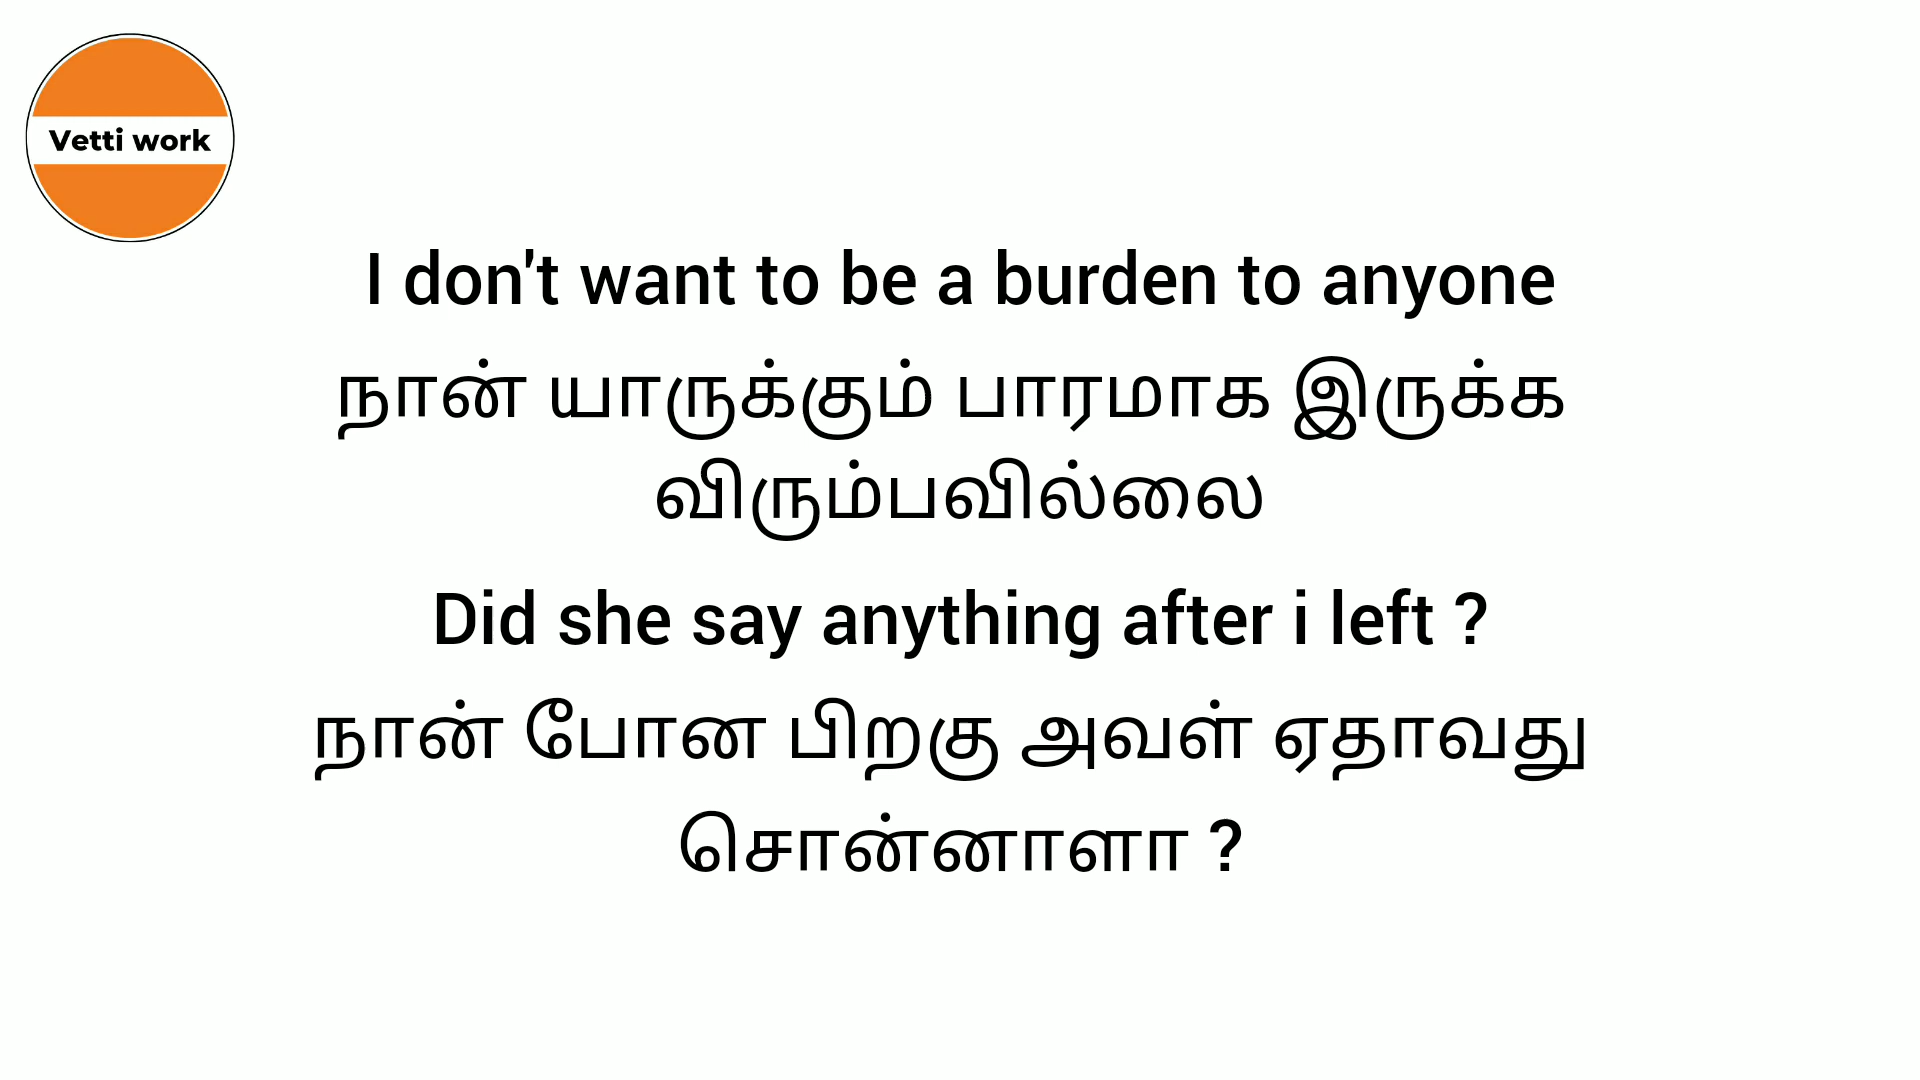 Vetti work
I don't want to be a burden to anyone
நான் யாருக்கும் பாரமாக இருக்க
விரும்பவில்லை
Did she say anything after i left ?
நான் போன பிறகு அவள் ஏதாவது
சொன்னாளா ?